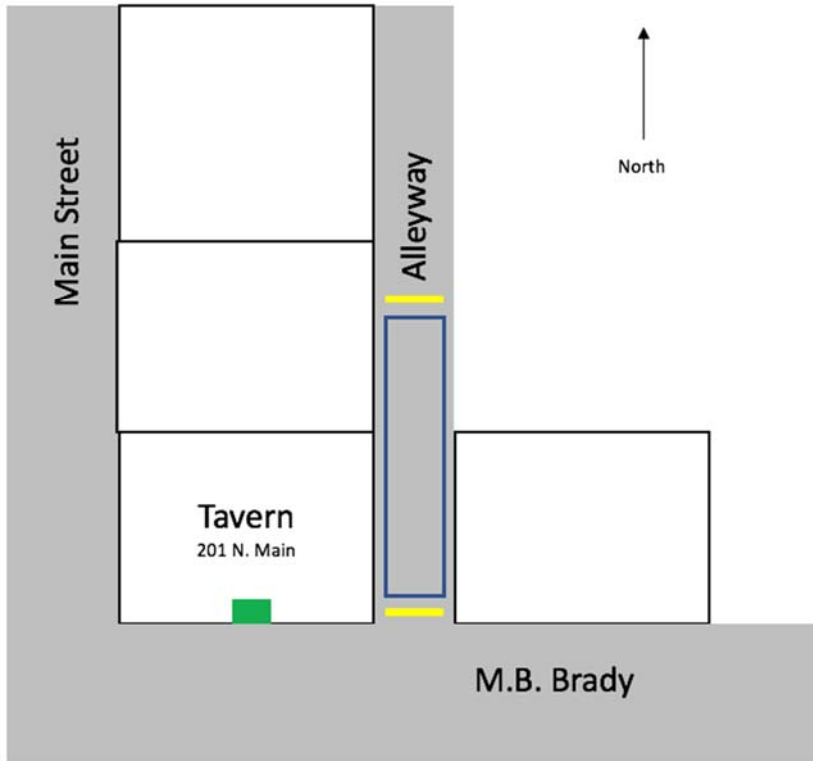 Main Street
Alleyway
North
Tavern
201 N. Main
M.B. Brady